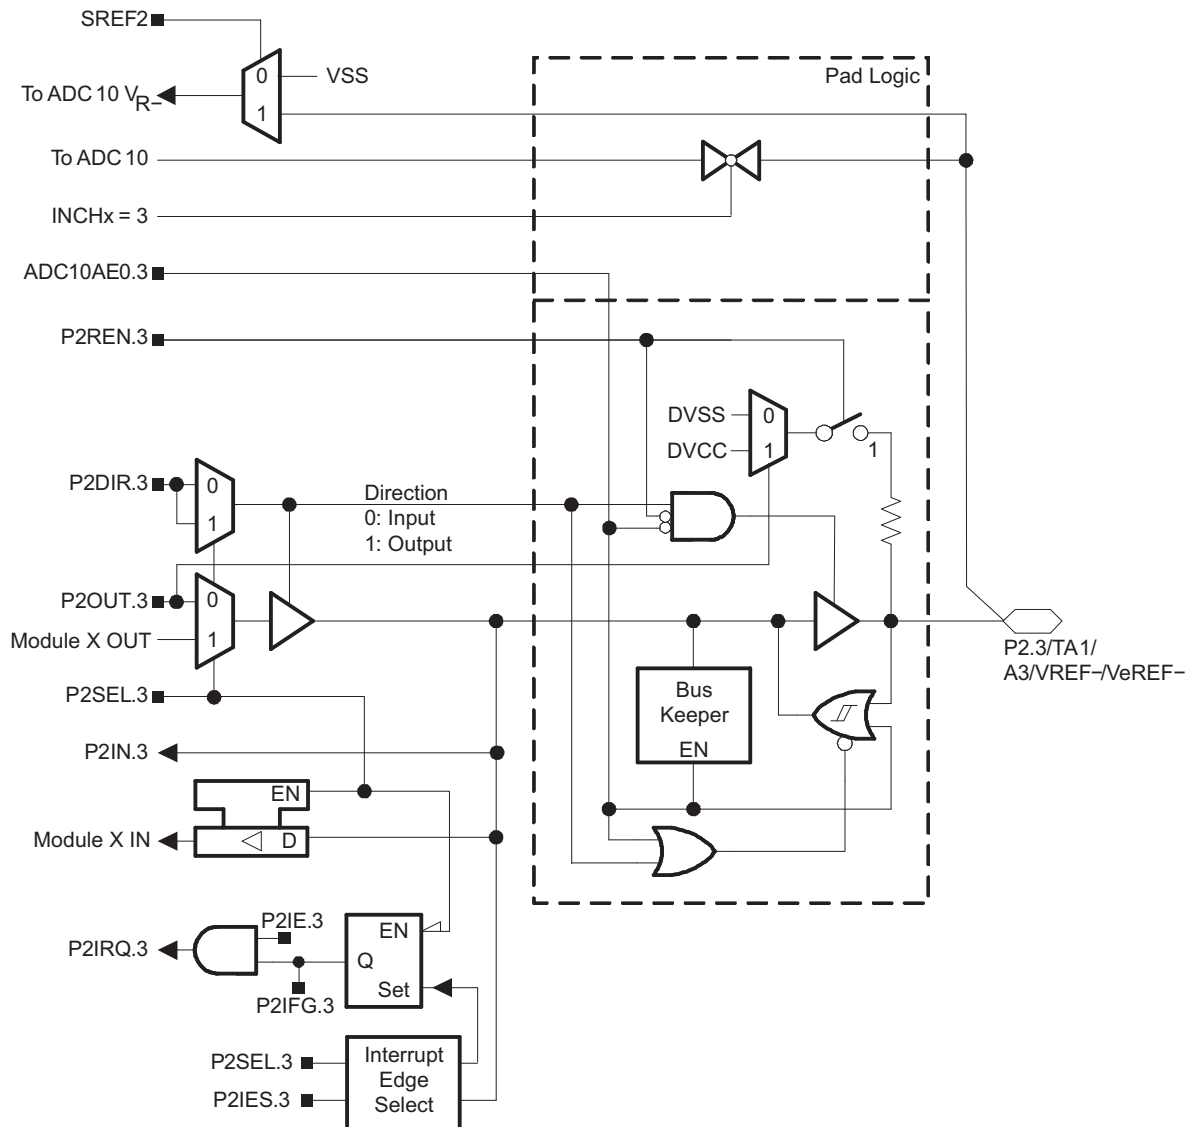 SREF2
0
VSS
Pad Logic
To ADC 10 VR−
1
To ADC 10
INCHx = 3
ADC10AE0.3
P2REN.3
DVSS
0
DVCC
1
1
P2DIR.3
0
1
Direction
0: Input
1: Output
P2OUT.3
0
Module X OUT
1
P2.3/TA1/
A3/VREF−/VeREF−
P2SEL.3
Bus
Keeper
EN
P2IN.3
EN
Module X IN
D
P2IE.3
P2IRQ.3
EN
Q
Set
P2IFG.3
P2SEL.3
P2IES.3
Interrupt
Edge
Select